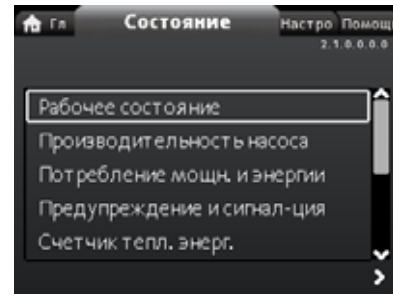 Гл Состояние Настро Помощ
2.1.0.0.0.0
Рабочее состояние
Производительность насоса
Потребление мощн. и энергии
Предупреждение и сигнал-ция
Счетчик тепл. энерг.